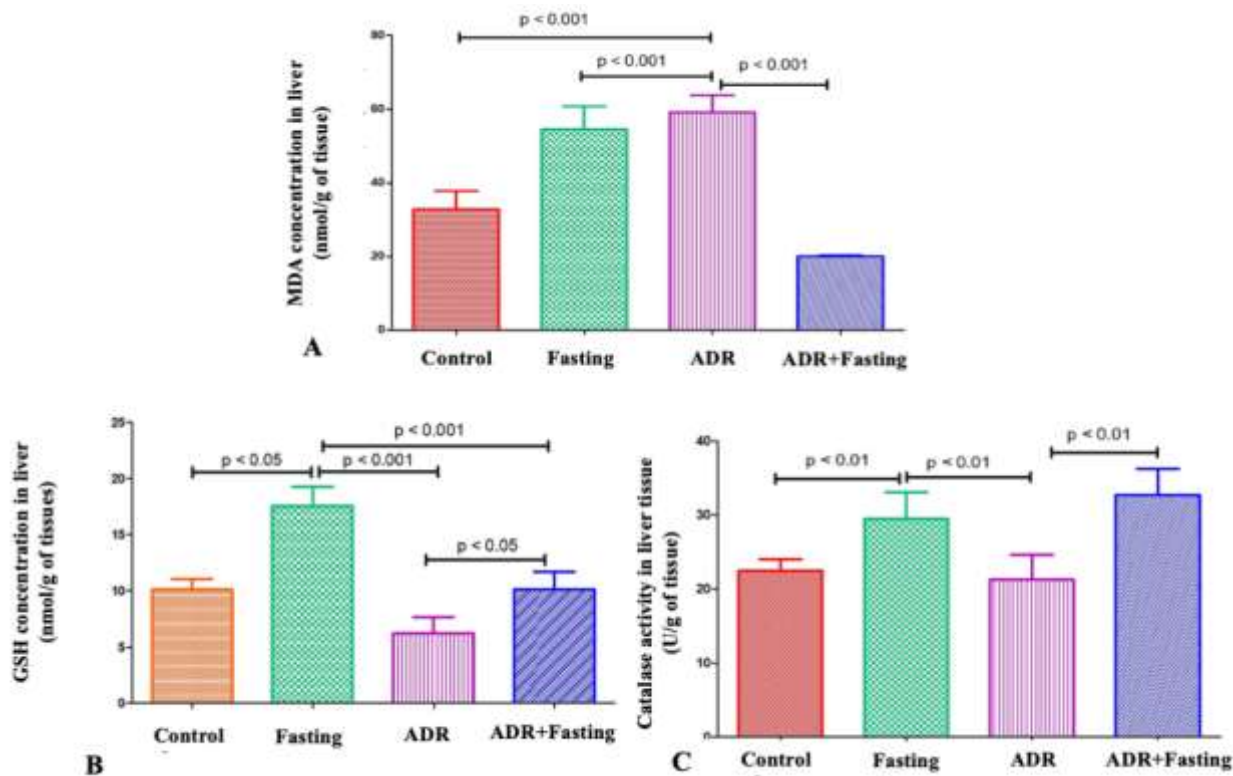 p < 0.001
p < 0.001
p < 0.001
MDA concentration in liver
(nmol/g of tissue)
80
60
40
20
0
A
Control
Fasting
ADR
ADR+Fasting
p < 0.001
p < 0.05
p < 0.001
p < 0.05
GSH concentration in liver
(nmol/g of tissues)
25
20
15
10
5
0
Control
Fasting
ADR
ADR+Fasting
B
p < 0.01
p < 0.01
p < 0.01
Catalase activity in liver tissue
(U/g of tissue)
40
30
20
10
0
Control
Fasting
ADR
ADR+Fasting
C